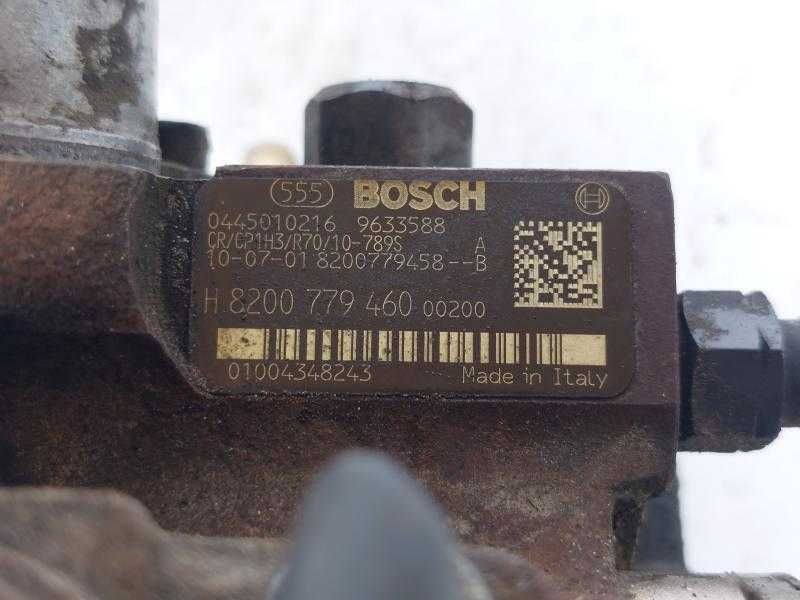 555 BOSCH
0445010216 9633588
CR/CP1H3/R70/10-789S A
10-07-01 8200779458--B
H 8200 779 460 00200
01004348243 Made in Italy